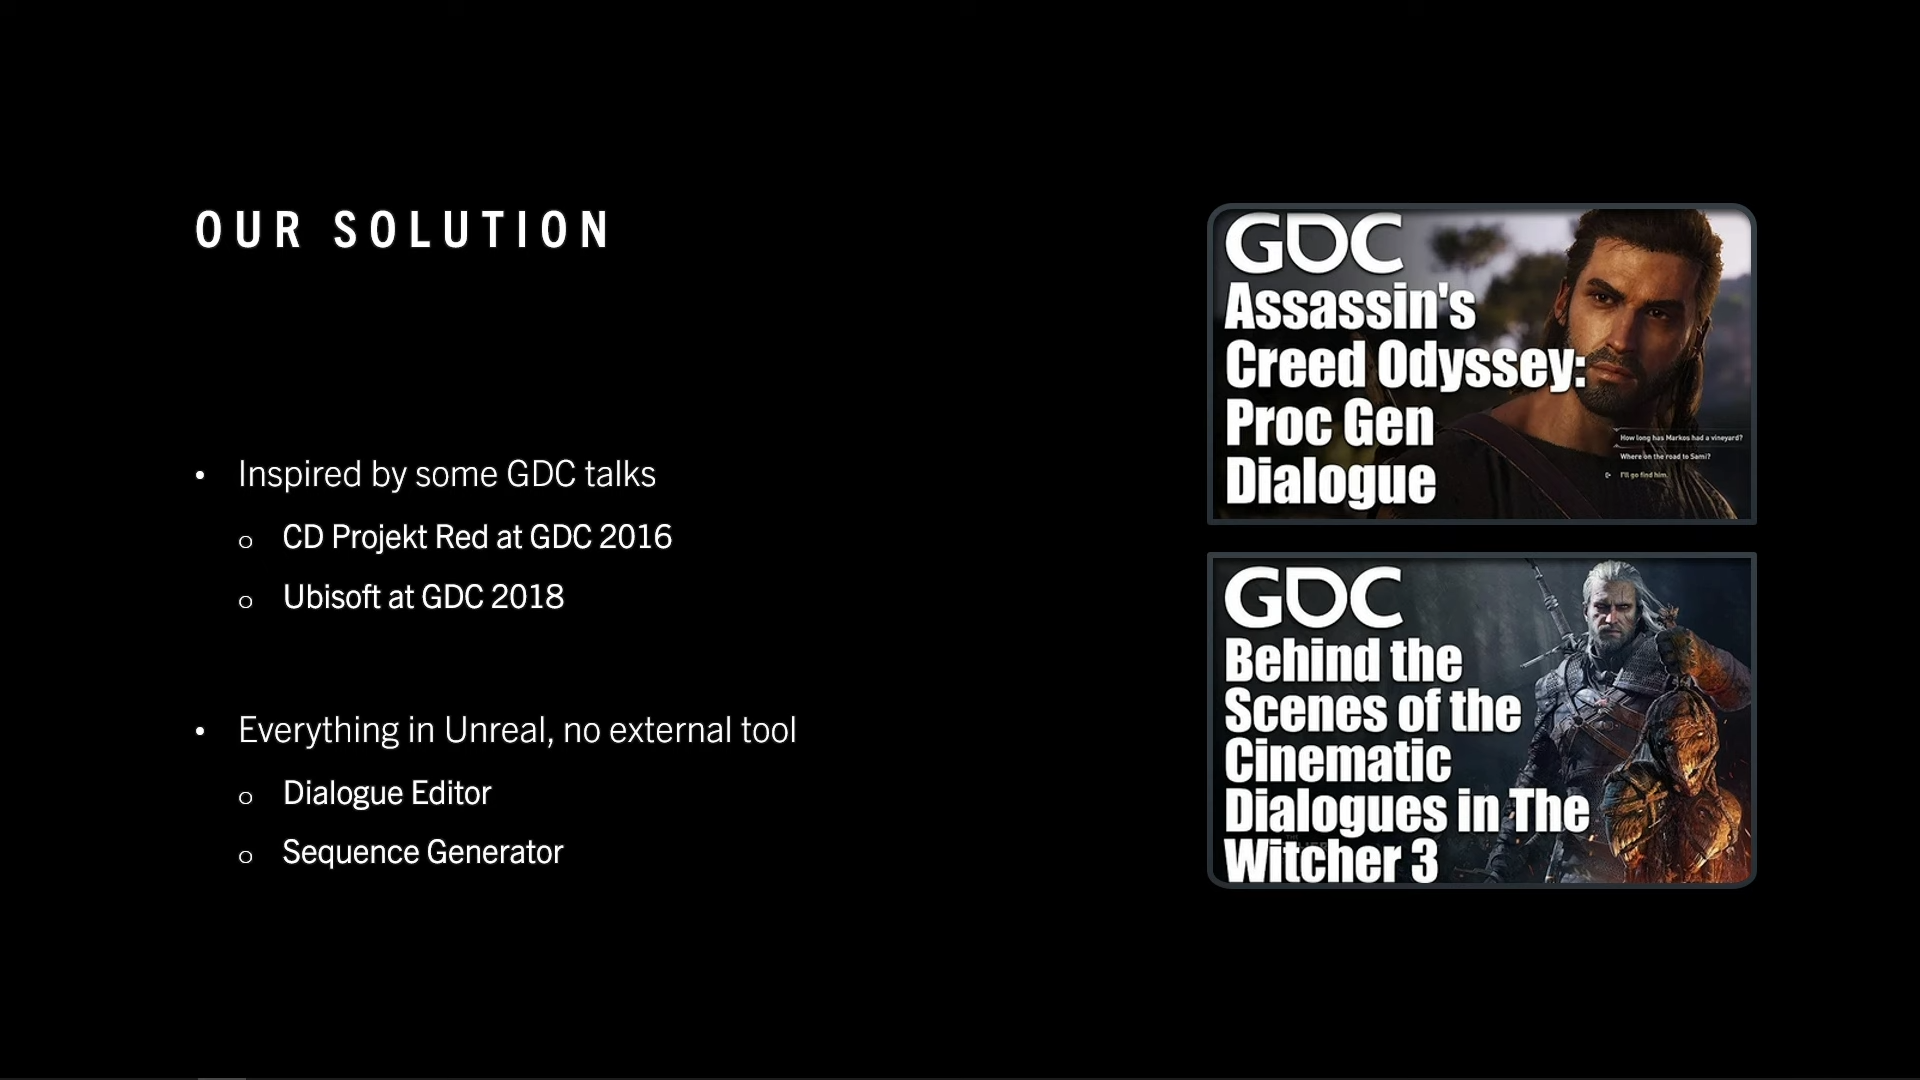 OUR SOLUTION
• Inspired by some GDC talks
o CD Projekt Red at GDC 2016
o Ubisoft at GDC 2018
• Everything in Unreal, no external tool
o Dialogue Editor
o Sequence Generator
GDC
Assassin's
Creed Odyssey:
Proc Gen
Dialogue
How long has Markos had a vineyard?
Where on the road to Sami?
I'll go find him.
GDC
Behind the
Scenes of the
Cinematic
Dialogues in The
Witcher 3